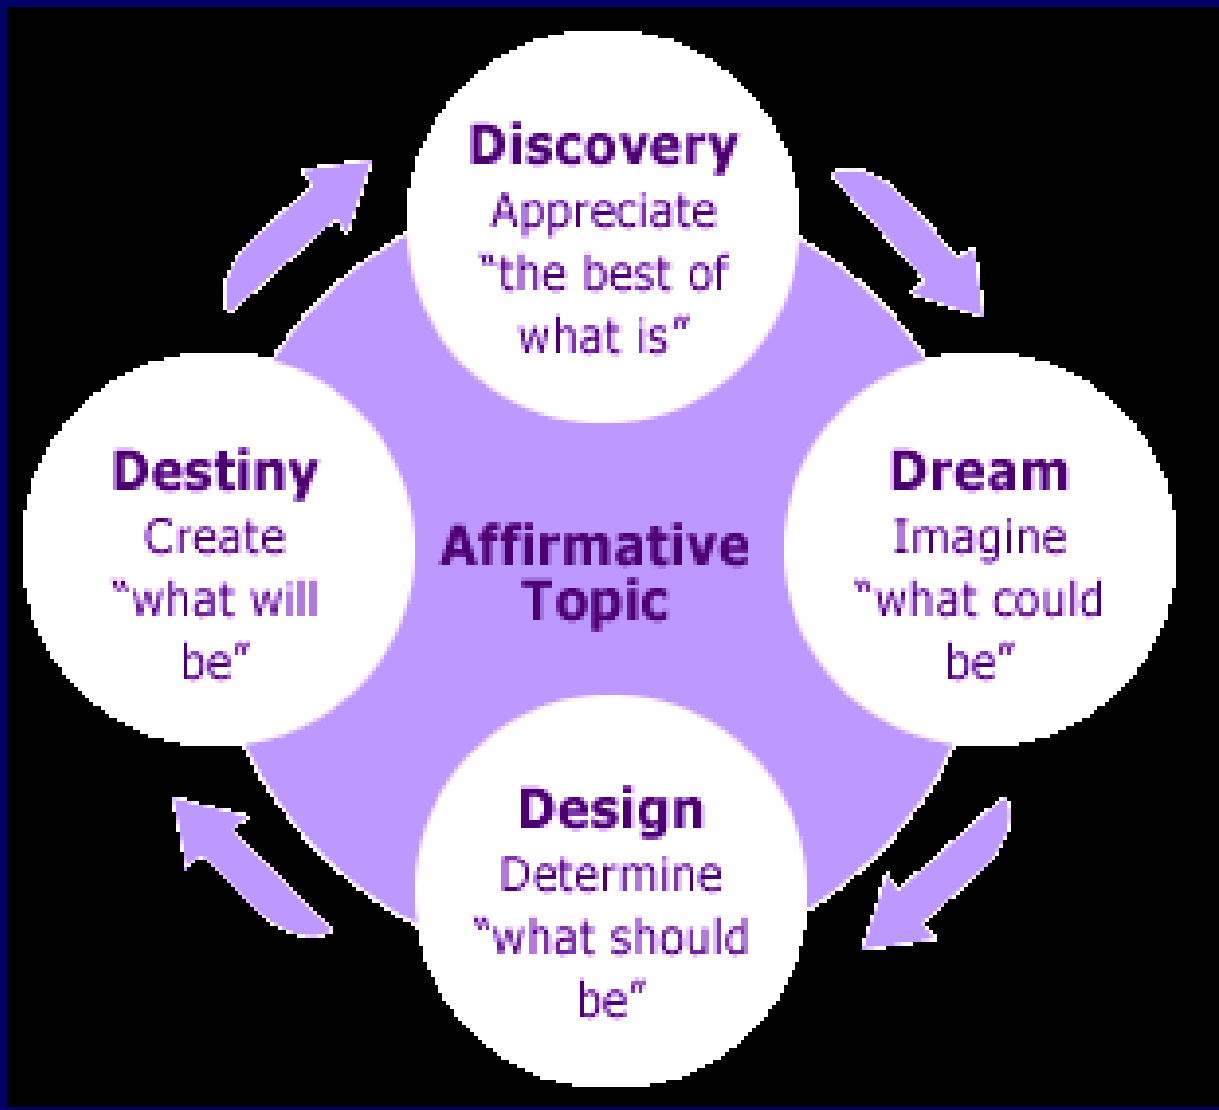 Discovery
Appreciate
“the best of
what is”
Destiny
Create
“what will
be”
Affirmative
Topic
Dream
Imagine
“what could
be”
Design
Determine
“what should
be”